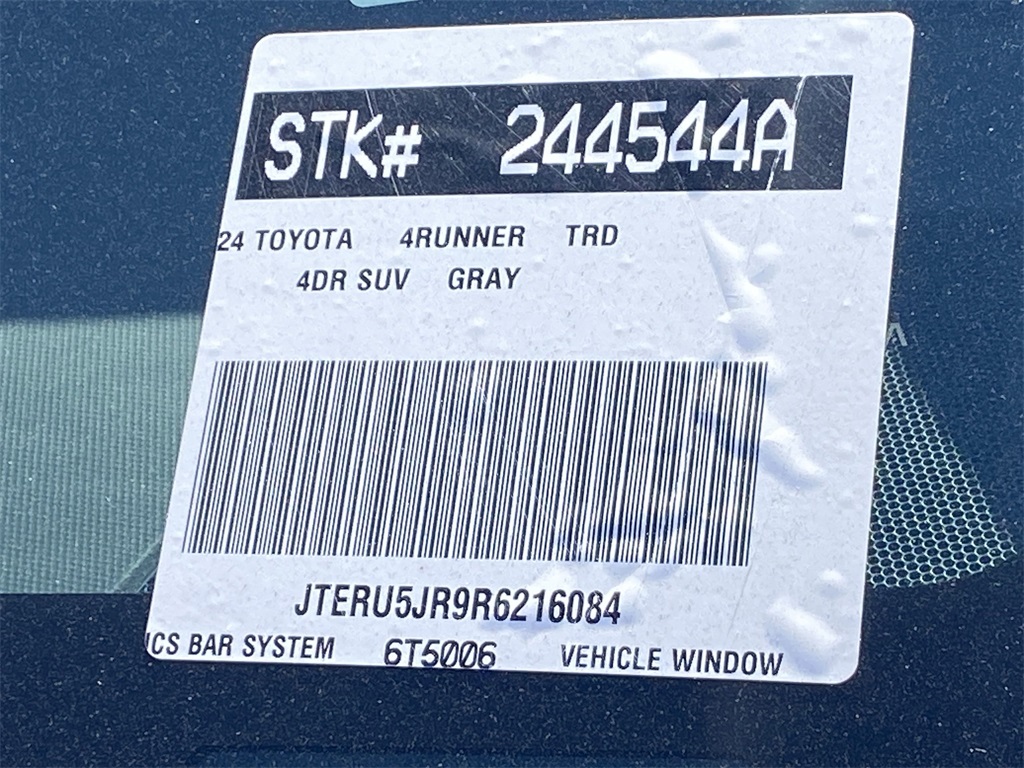 STK# 244544A
24 TOYOTA 4RUNNER TRD
4DR SUV GRAY
JTERU5JR9R6216084
ICS BAR SYSTEM 6T5006 VEHICLE WINDOW